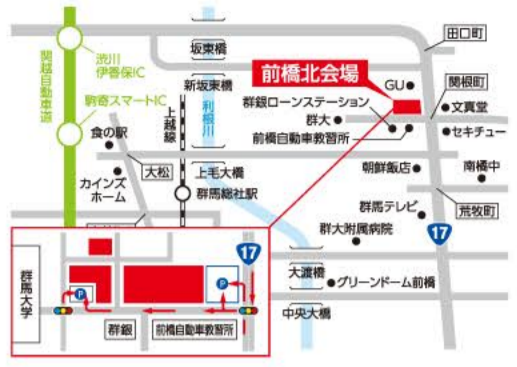 田口町
渋川
伊香保IC
坂東橋
前橋北会場
GU
関根町
関越自動車道
駒寄スマートIC
新坂東橋
群銀ローンステーション
文真堂
上越線
利根川
群大
前橋自動車教習所
セキチュー
食の駅
大松
上毛大橋
朝鮮飯店
南橘中
カインズ
ホーム
群馬総社駅
群馬テレビ
荒牧町
群大附属病院
17
17
大渡橋
グリーンドーム前橋
中央大橋
群馬大学
P
P
群銀
前橋自動車教習所